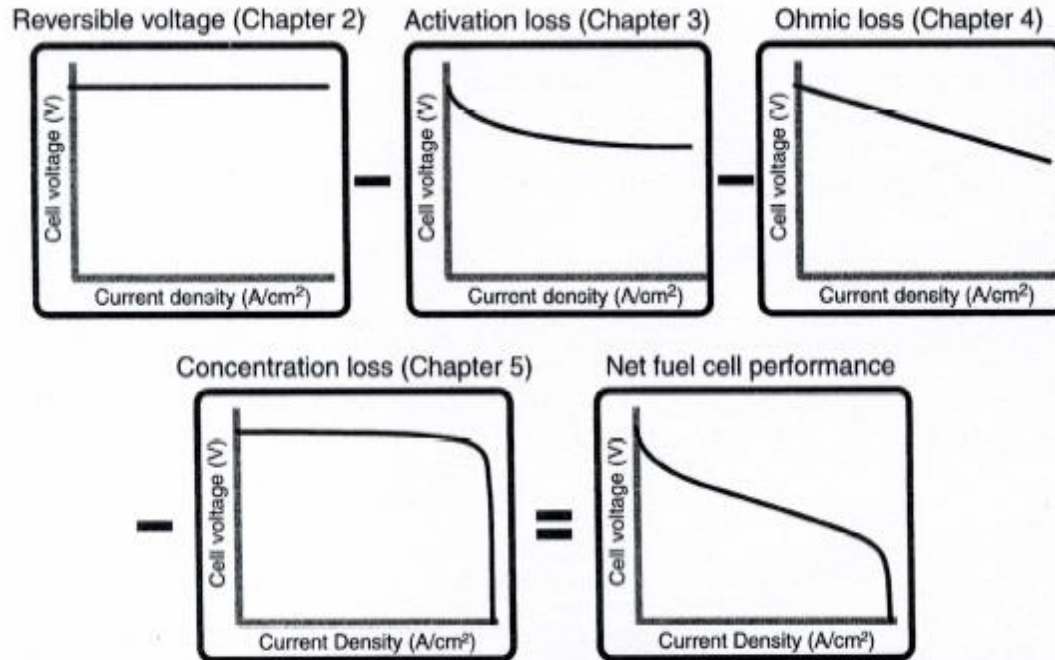 Reversible voltage (Chapter 2)
Activation loss (Chapter 3)
Ohmic loss (Chapter 4)
Cell voltage (V)
Current density (A/cm²)
Cell voltage (V)
Current density (A/cm²)
Cell voltage (V)
Current density (A/cm²)
Concentration loss (Chapter 5)
Net fuel cell performance
Cell voltage (V)
Current Density (A/cm²)
Cell voltage (V)
Current Density (A/cm²)